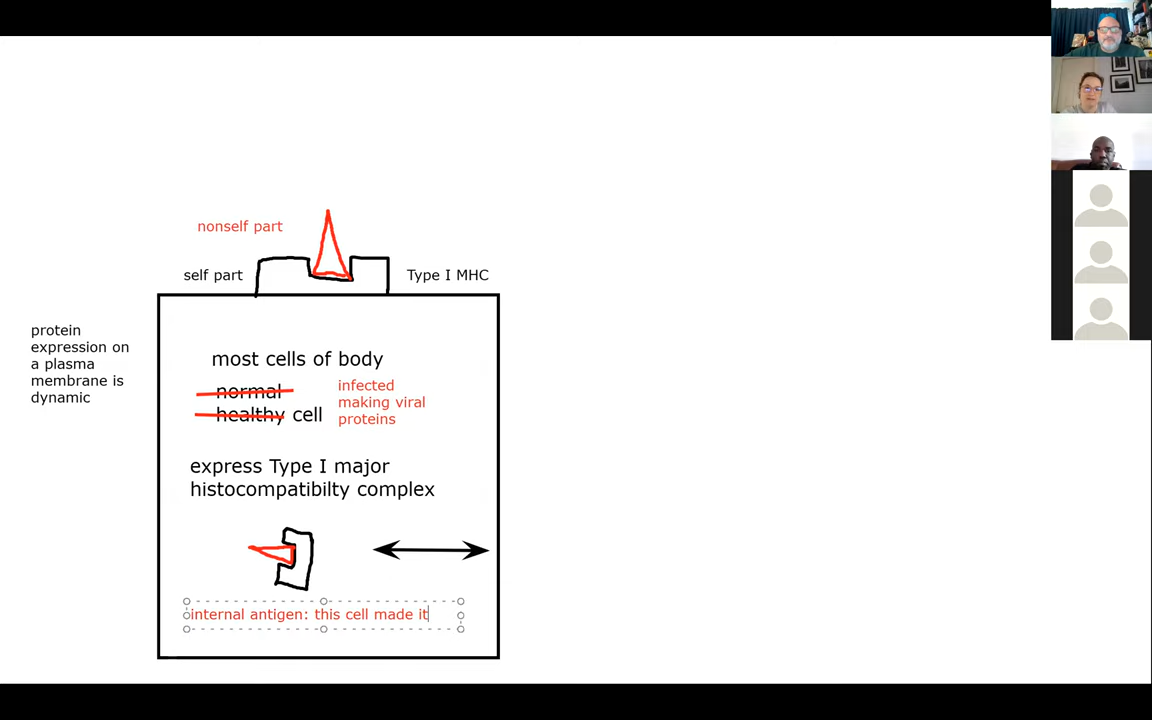 nonself part
self part
Type I MHC
protein
expression on
a plasma
membrane is
dynamic
most cells of body
normal
healthy cell
infected
making viral
proteins
express Type I major
histocompatibilty complex
internal antigen: this cell made it